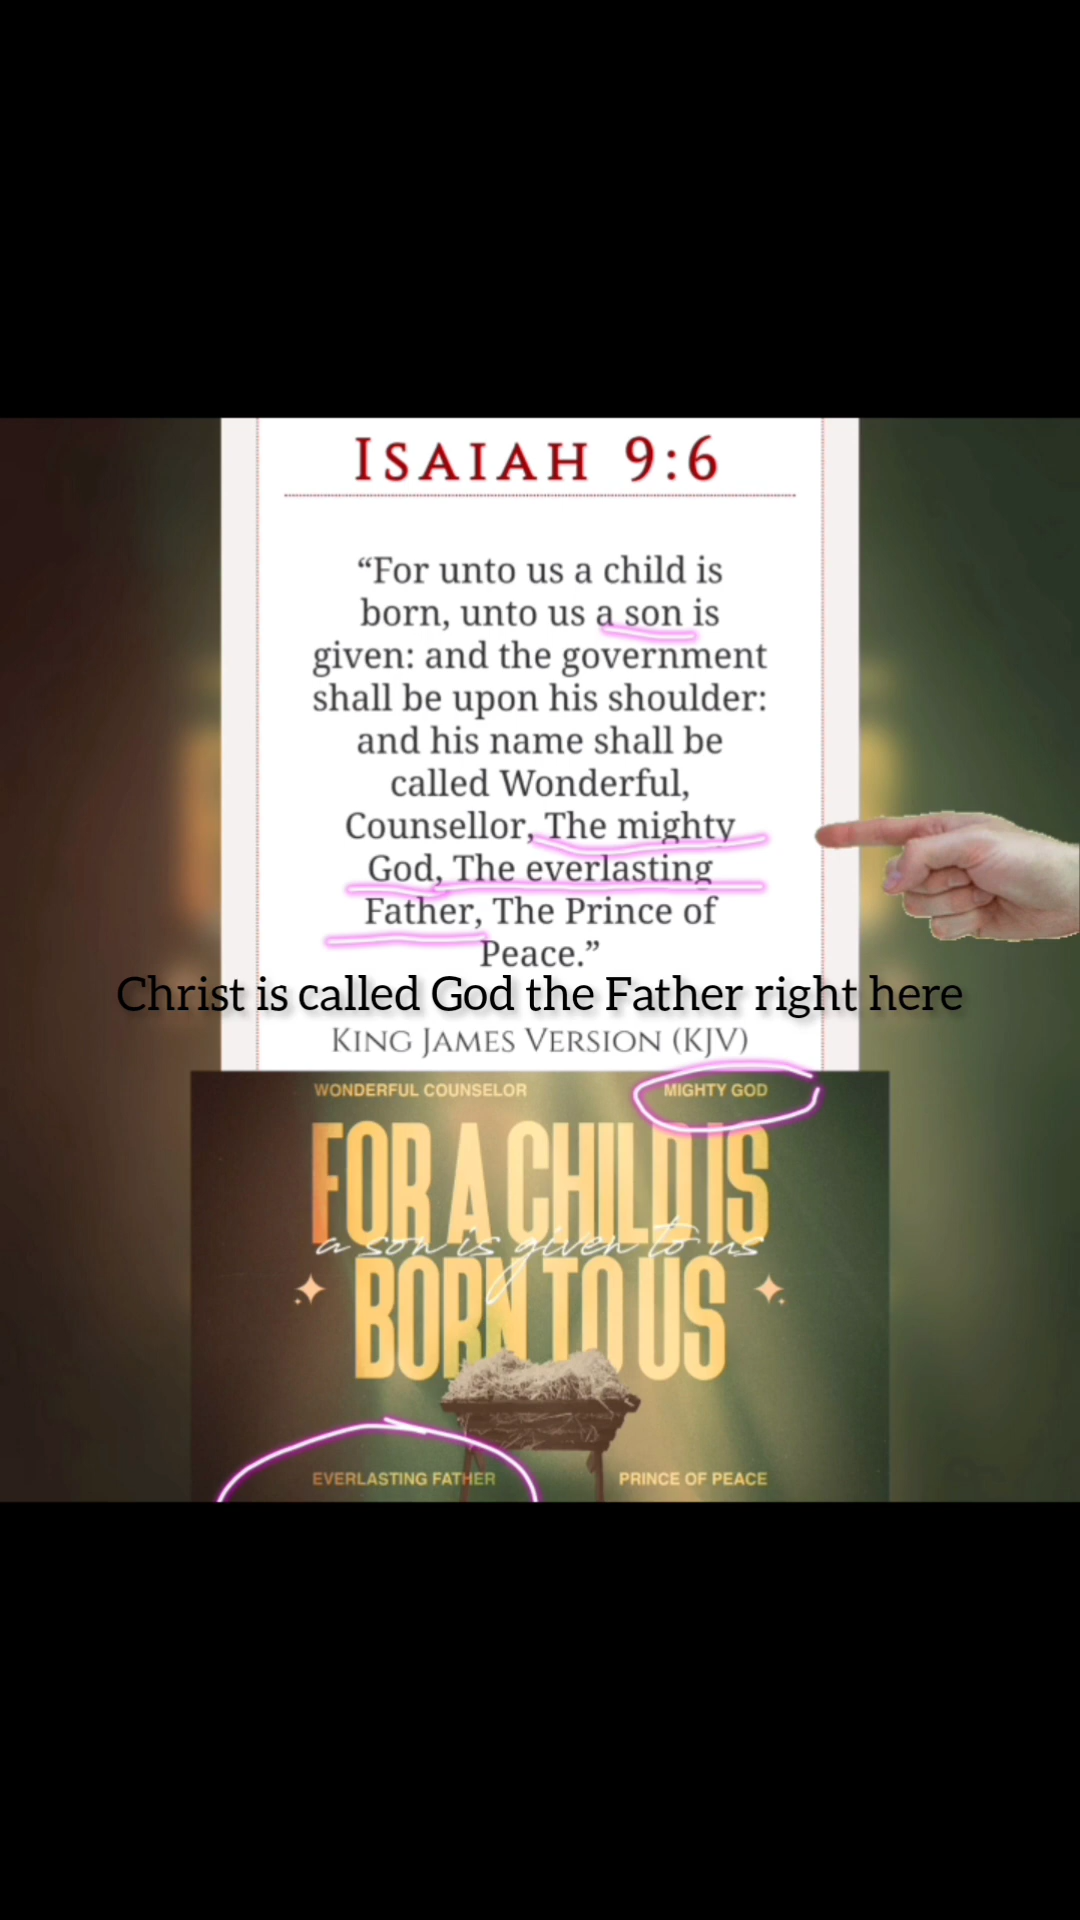 ISAIAH 9:6
“For unto us a child is
born, unto us a son is
given: and the government
shall be upon his shoulder:
and his name shall be
called Wonderful,
Counsellor, The mighty
God, The everlasting
Father, The Prince of
Peace.”
Christ is called God the Father right here
KING JAMES VERSION (KJV)
WONDERFUL COUNSELOR MIGHTY GOD
FOR A CHILD IS
a son is given to us
BORN TO US
EVERLASTING FATHER PRINCE OF PEACE